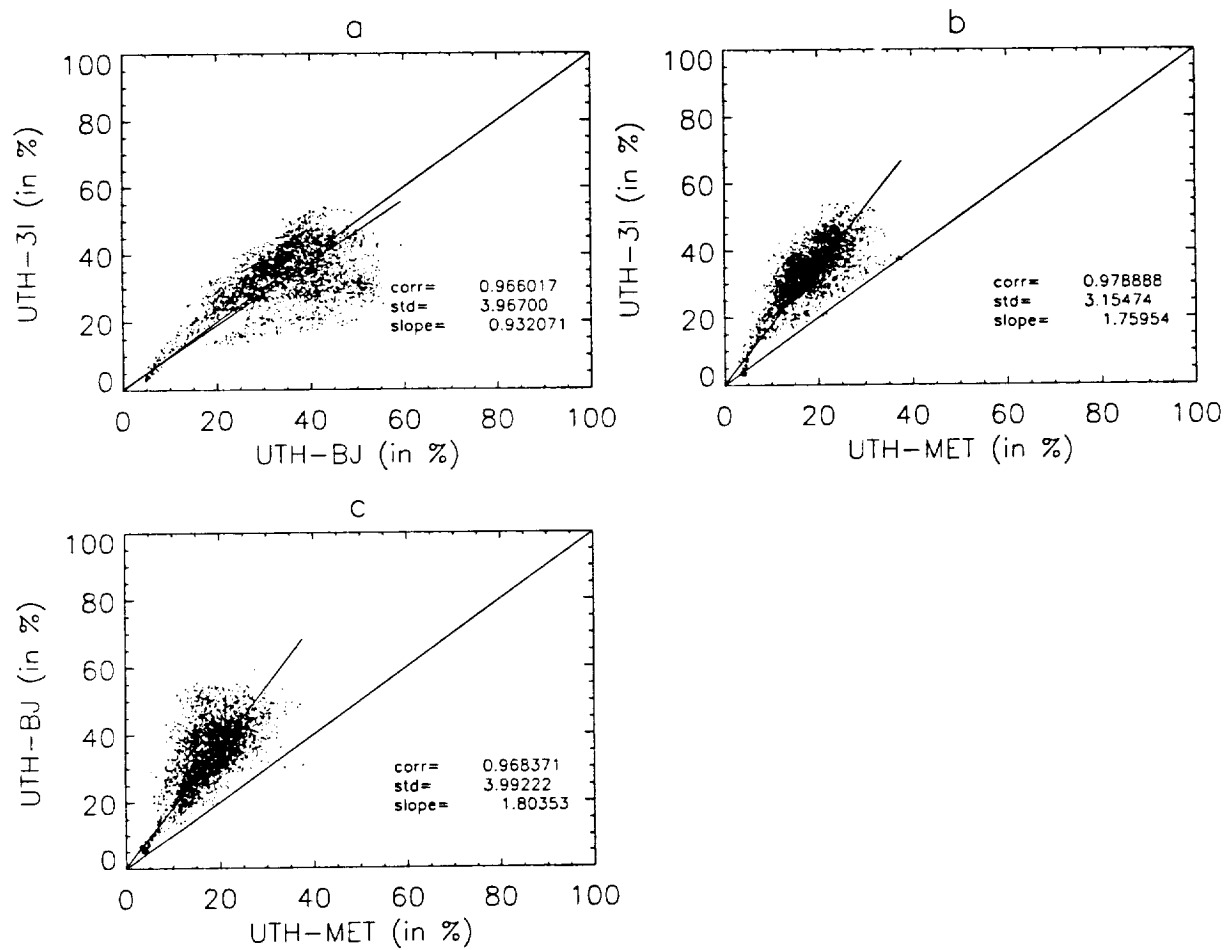 a
100
80
60
40
20
0
UTH-3I (in %)
corr= 0.966017
std= 3.96700
slope= 0.932071
0 20 40 60 80 100
UTH-BJ (in %)
b
100
80
60
40
20
0
UTH-3I (in %)
corr= 0.978888
std= 3.15474
slope= 1.75954
0 20 40 60 80 100
UTH-MET (in %)
c
100
80
60
40
20
0
UTH-BJ (in %)
corr= 0.968371
std= 3.99222
slope= 1.80353
0 20 40 60 80 100
UTH-MET (in %)